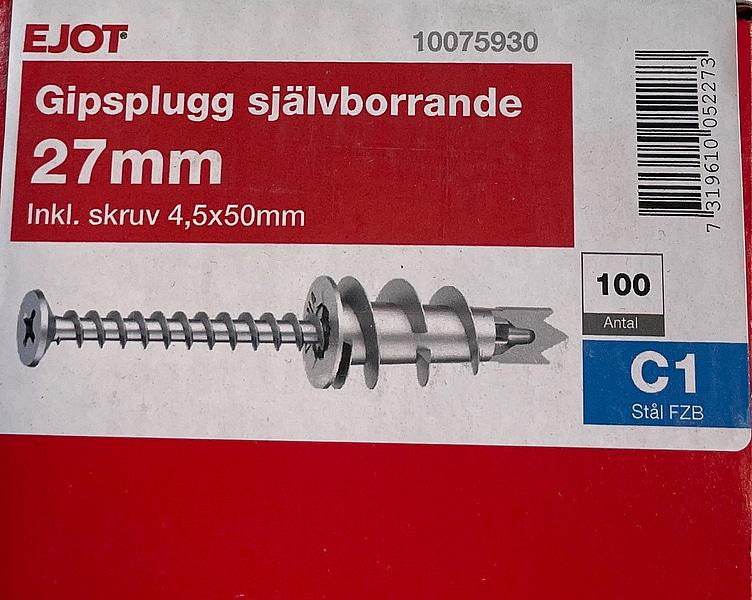 EJOT®
10075930
Gipsplugg självborrande
27mm
Inkl. skruv 4,5x50mm
7 319610 052273
100
Antal
C1
Stål FZB